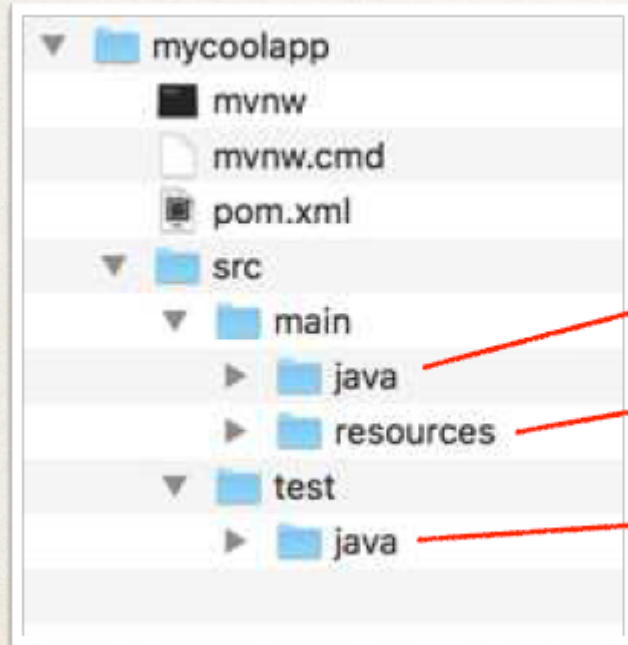 mycoolapp
mvnw
mvnw.cmd
pom.xml
src
main
java
resources
test
java